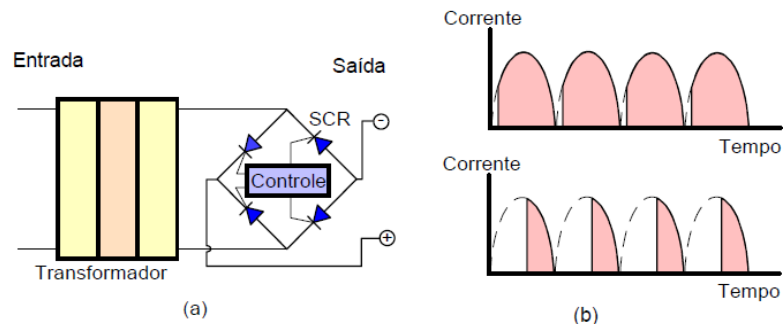 Entrada
Saída
SCR
-
Controle
+
Transformador
(a)
Corrente
Tempo
Corrente
Tempo
(b)